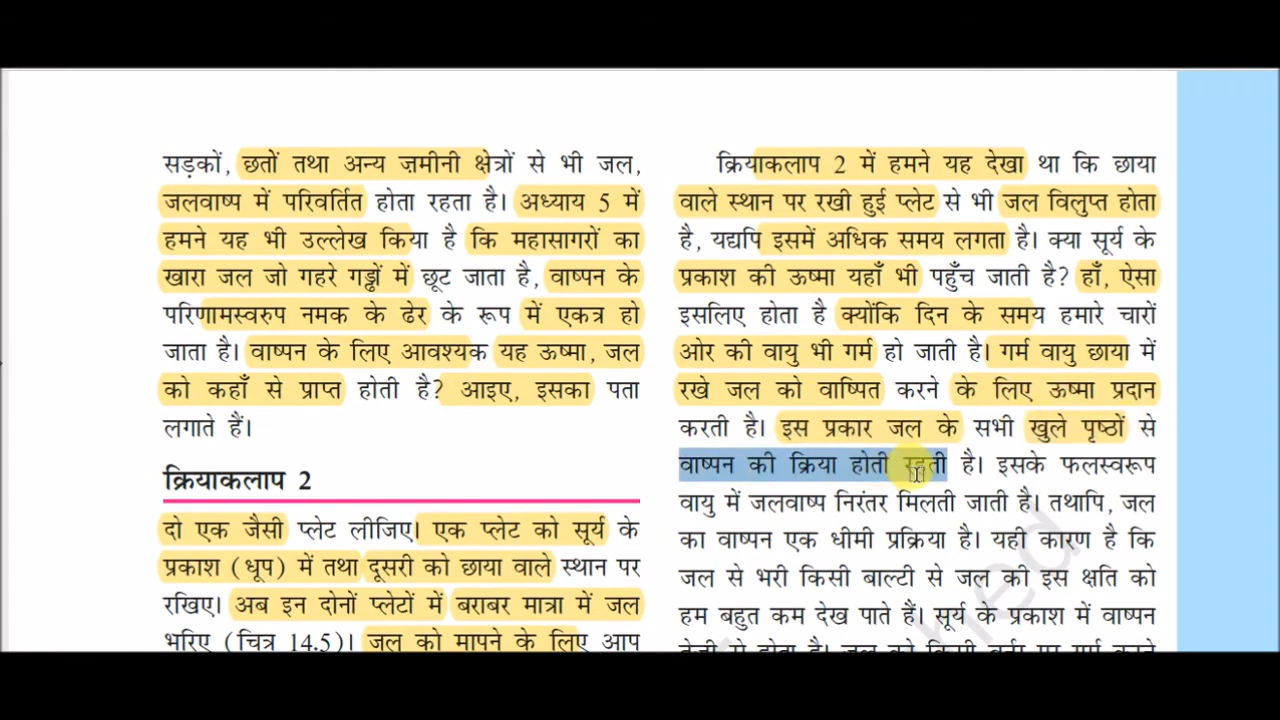 सड़कों, छतों तथा अन्य ज़मीनी क्षेत्रों से भी जल,
जलवाष्प में परिवर्तित होता रहता है। अध्याय 5 में
हमने यह भी उल्लेख किया है कि महासागरों का
खारा जल जो गहरे गड्ढों में छूट जाता है, वाष्पन के
परिणामस्वरुप नमक के ढेर के रूप में एकत्र हो
जाता है। वाष्पन के लिए आवश्यक यह ऊष्मा, जल
को कहाँ से प्राप्त होती है? आइए, इसका पता
लगाते हैं।
क्रियाकलाप 2
दो एक जैसी प्लेट लीजिए। एक प्लेट को सूर्य के
प्रकाश (धूप) में तथा दूसरी को छाया वाले स्थान पर
रखिए। अब इन दोनों प्लेटों में बराबर मात्रा में जल
भरिए (चित्र 14.5)। जल को मापने के लिए आप
क्रियाकलाप 2 में हमने यह देखा था कि छाया
वाले स्थान पर रखी हुई प्लेट से भी जल विलुप्त होता
है, यद्यपि इसमें अधिक समय लगता है। क्या सूर्य के
प्रकाश की ऊष्मा यहाँ भी पहुँच जाती है? हाँ, ऐसा
इसलिए होता है क्योंकि दिन के समय हमारे चारों
ओर की वायु भी गर्म हो जाती है। गर्म वायु छाया में
रखे जल को वाष्पित करने के लिए ऊष्मा प्रदान
करती है। इस प्रकार जल के सभी खुले पृष्ठों से
वाष्पन की क्रिया होती रहती है। इसके फलस्वरूप
वायु में जलवाष्प निरंतर मिलती जाती है। तथापि, जल
का वाष्पन एक धीमी प्रक्रिया है। यही कारण है कि
जल से भरी किसी बाल्टी से जल की इस क्षति को
हम बहुत कम देख पाते हैं। सूर्य के प्रकाश में वाष्पन